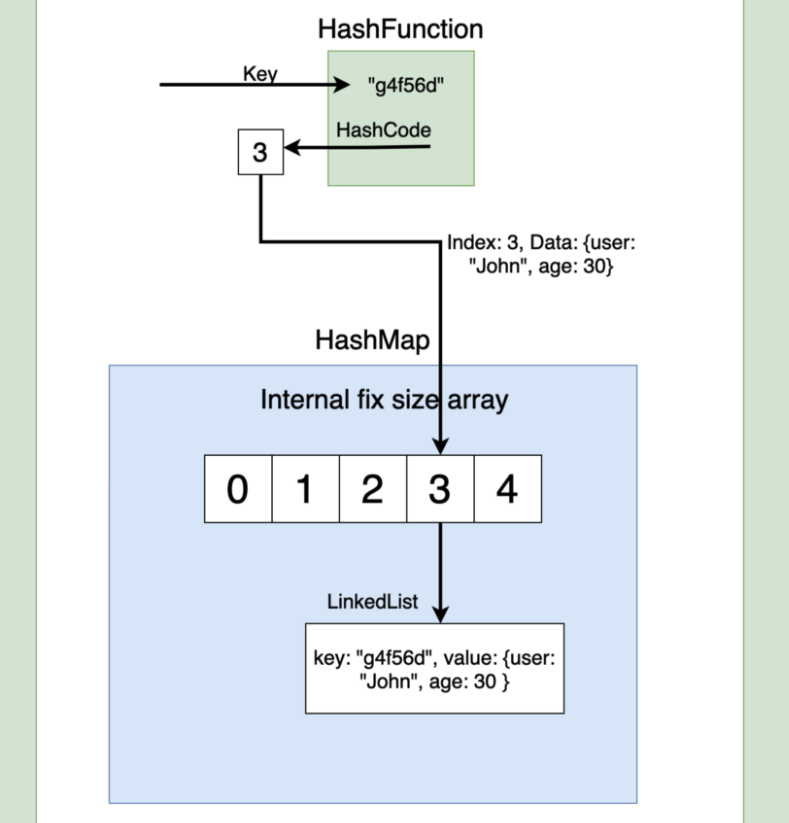 HashFunction
Key
"g4f56d"
HashCode
3
Index: 3, Data: {user:
"John", age: 30}
HashMap
Internal fix size array
0 1 2 3 4
LinkedList
key: "g4f56d", value: {user:
"John", age: 30 }